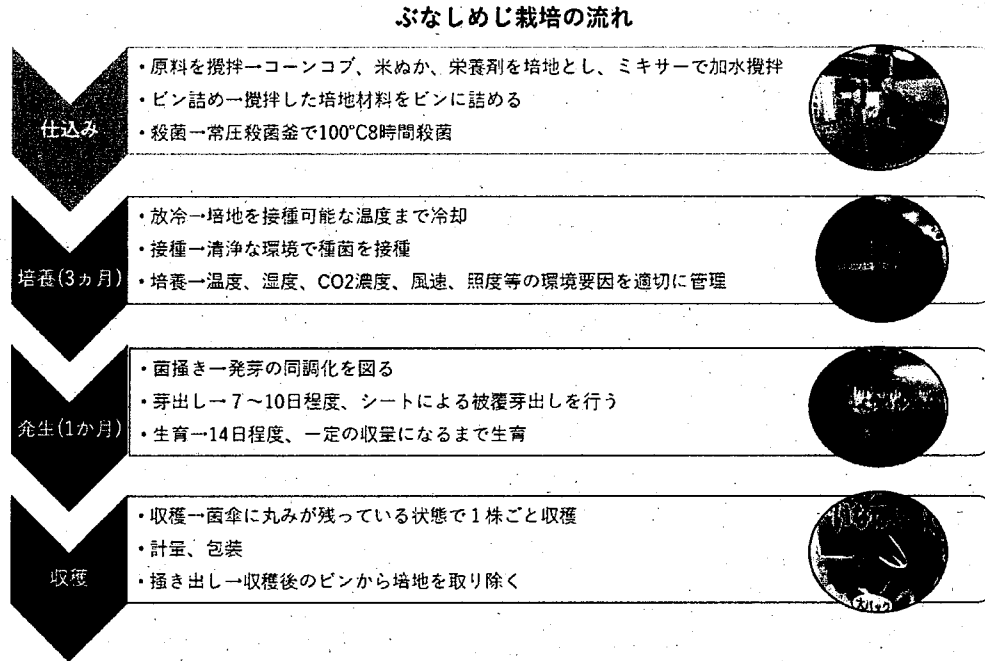 ぶなしめじ栽培の流れ
仕込み
・原料を攪拌→コーンコブ、米ぬか、栄養剤を培地とし、ミキサーで加水攪拌
・ビン詰め→攪拌した培地材料をビンに詰める
・殺菌→常圧殺菌釜で100℃8時間殺菌
培養(3ヵ月)
・放冷→培地を接種可能な温度まで冷却
・接種→清浄な環境で種菌を接種
・培養→温度、湿度、CO2濃度、風速、照度等の環境要因を適切に管理
発生(1か月)
・菌掻き→発芽の同調化を図る
・芽出し→7～10日程度、シートによる被覆芽出しを行う
・生育→14日程度、一定の収量になるまで生育
収穫
・収穫→菌傘に丸みが残っている状態で1株ごと収穫
・計量、包装
・掻き出し→収穫後のビンから培地を取り除く
大パック